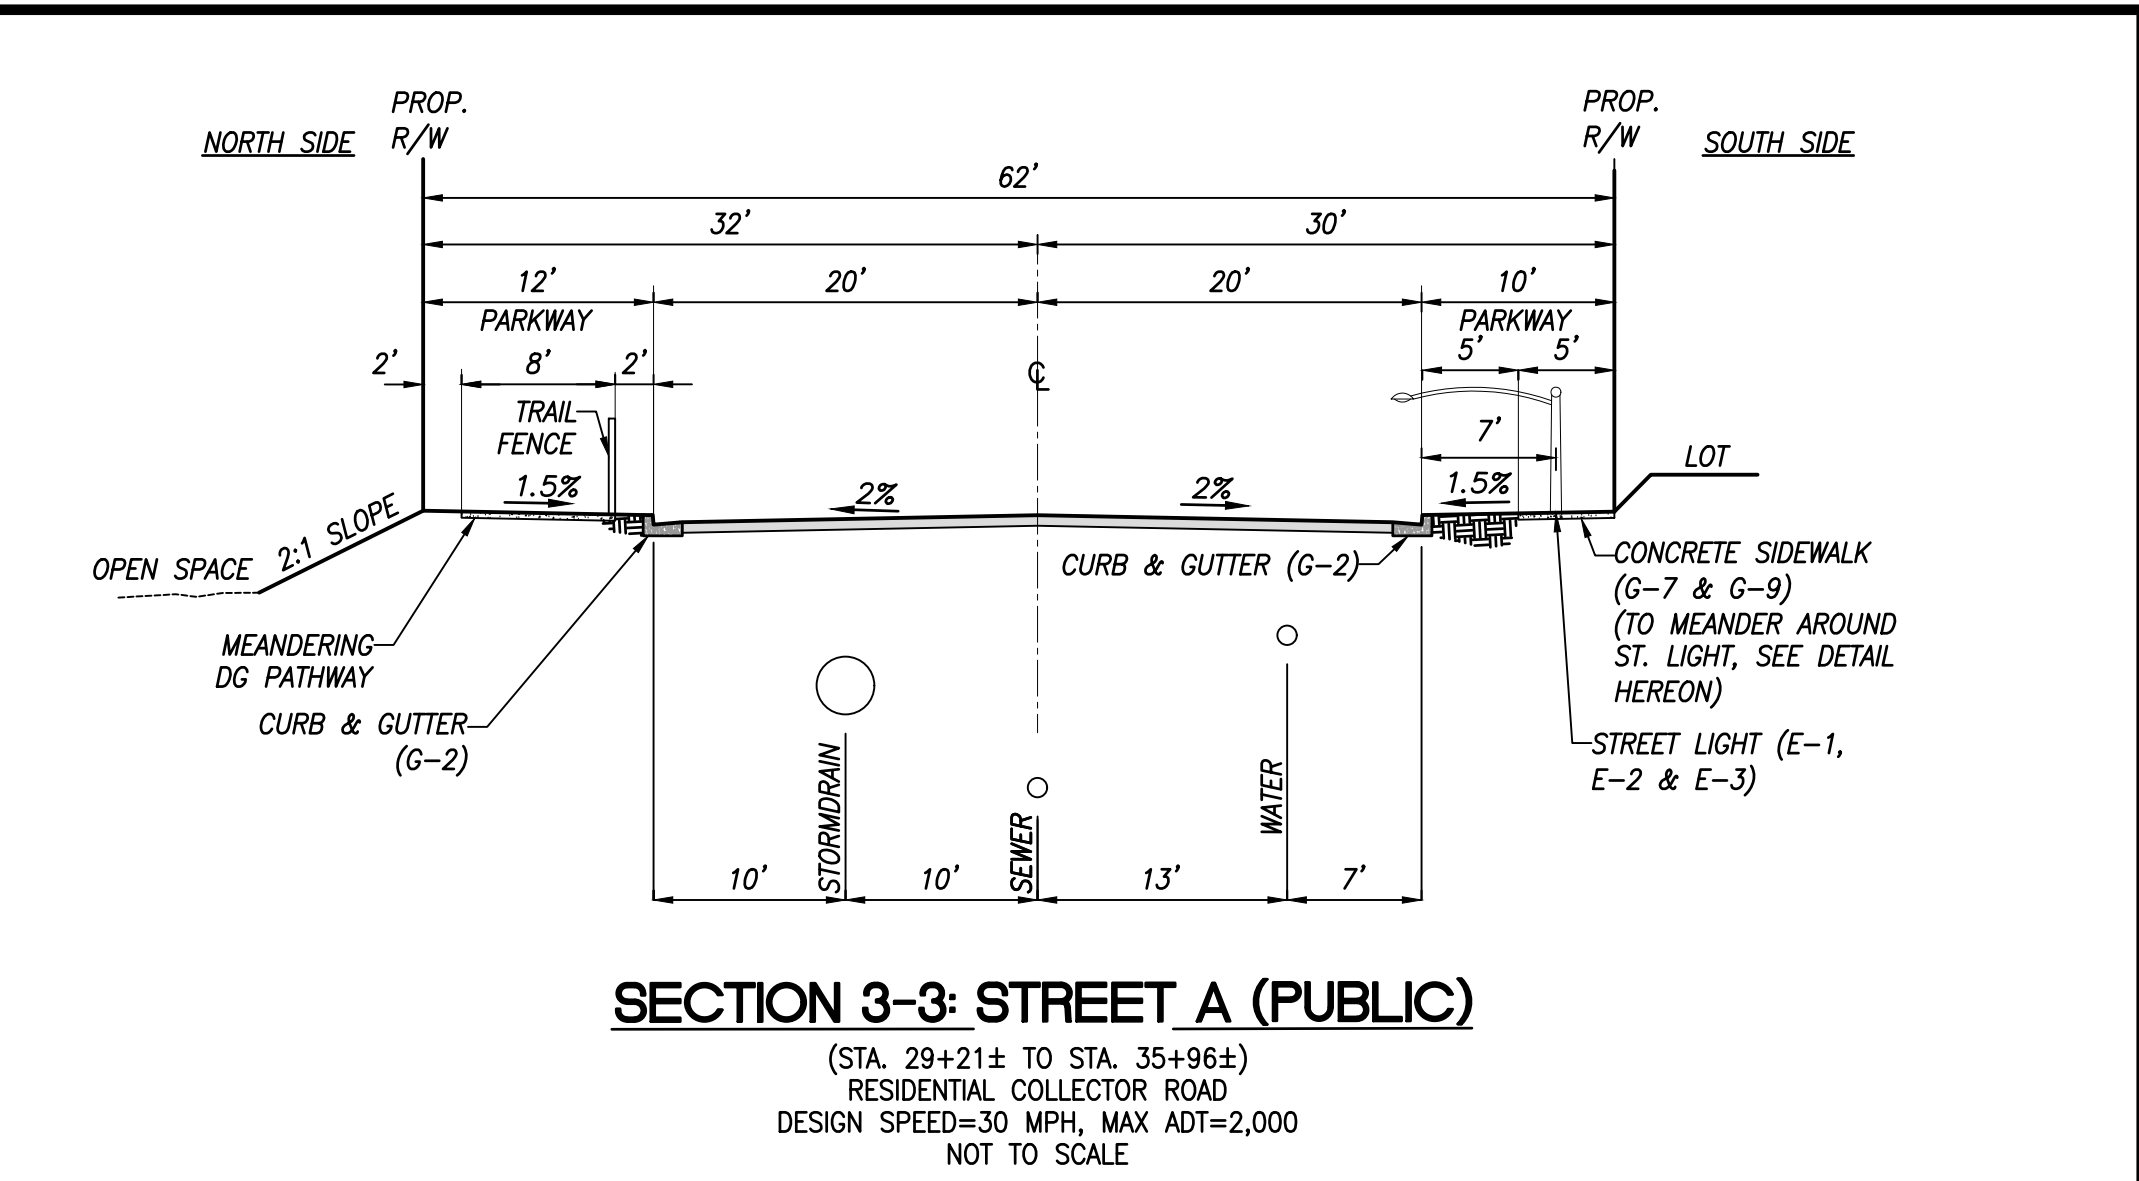 PROP.
R/W
NORTH SIDE
PROP.
R/W
SOUTH SIDE
62'
32'
30'
12'
20'
20'
10'
PARKWAY
PARKWAY
2'
8'
2'
℄
5'
5'
TRAIL
FENCE
7'
LOT
1.5%
2%
2%
1.5%
2:1 SLOPE
OPEN SPACE
CURB & GUTTER (G-2)
CONCRETE SIDEWALK
(G-7 & G-9)
(TO MEANDER AROUND
ST. LIGHT, SEE DETAIL
HEREON)
MEANDERING
DG PATHWAY
CURB & GUTTER
(G-2)
STREET LIGHT (E-1,
E-2 & E-3)
STORMDRAIN
SEWER
WATER
10'
10'
13'
7'
SECTION 3-3: STREET A (PUBLIC)
(STA. 29+21± TO STA. 35+96±)
RESIDENTIAL COLLECTOR ROAD
DESIGN SPEED=30 MPH, MAX ADT=2,000
NOT TO SCALE